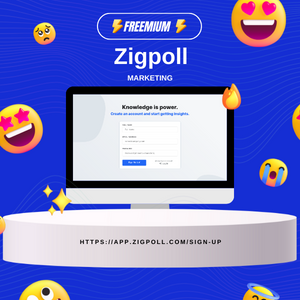 FREEMIUM
Zigpoll
MARKETING
Knowledge is power.
Create an account and start getting insights.
HTTPS://APP.ZIGPOLL.COM/SIGN-UP